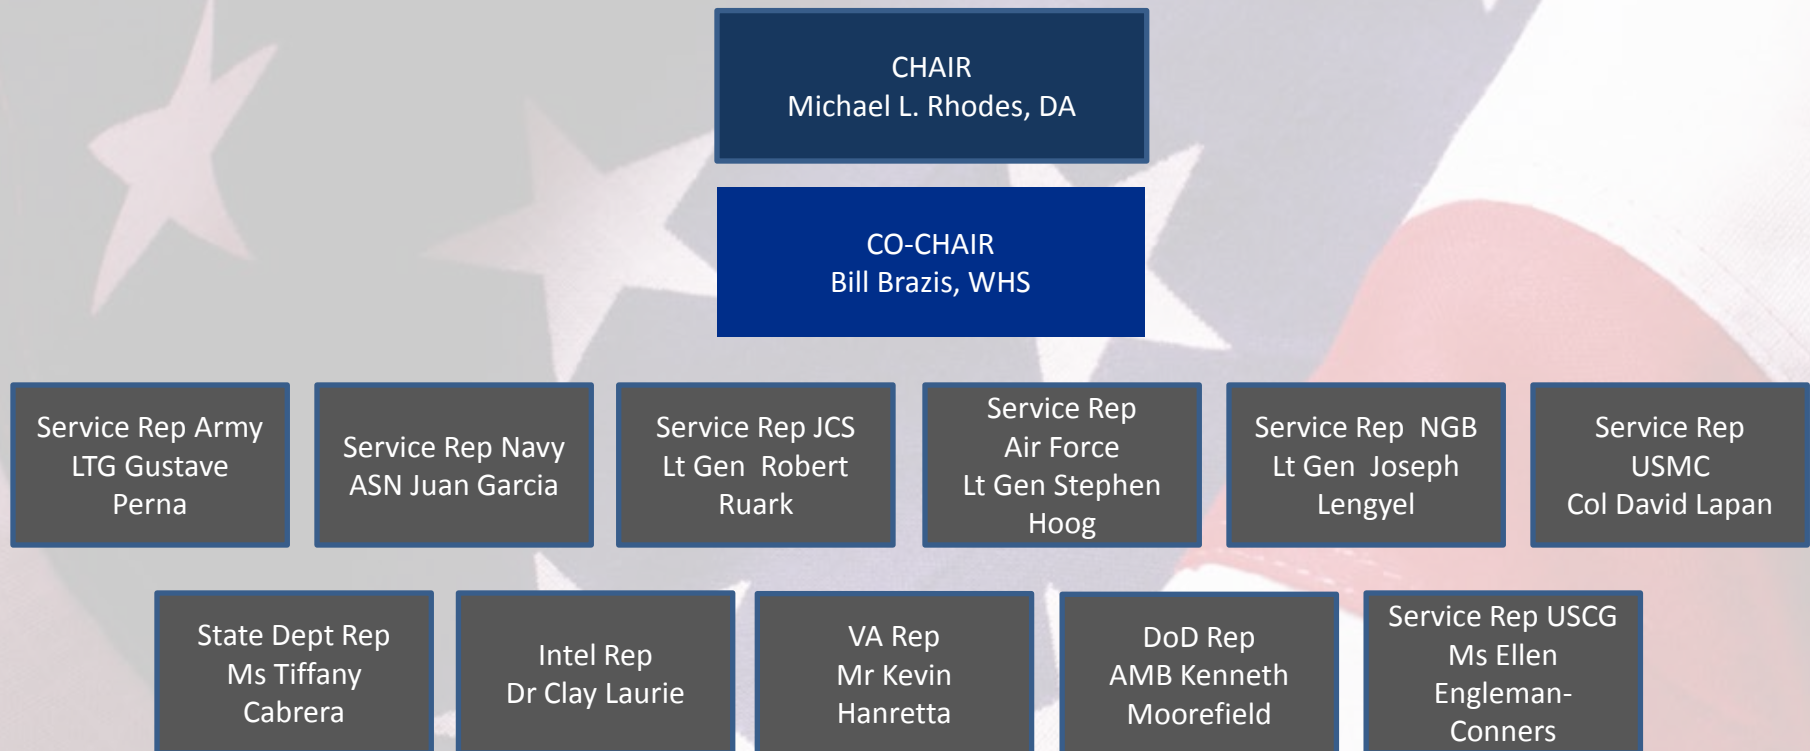 CHAIR
Michael L. Rhodes, DA
CO-CHAIR
Bill Brazis, WHS
Service Rep Army
LTG Gustave
Perna
Service Rep Navy
ASN Juan Garcia
Service Rep JCS
Lt Gen Robert
Ruark
Service Rep
Air Force
Lt Gen Stephen
Hoog
Service Rep NGB
Lt Gen Joseph
Lengyel
Service Rep
USMC
Col David Lapan
State Dept Rep
Ms Tiffany
Cabrera
Intel Rep
Dr Clay Laurie
VA Rep
Mr Kevin
Hanretta
DoD Rep
AMB Kenneth
Moorefield
Service Rep USCG
Ms Ellen
Engleman-
Conners